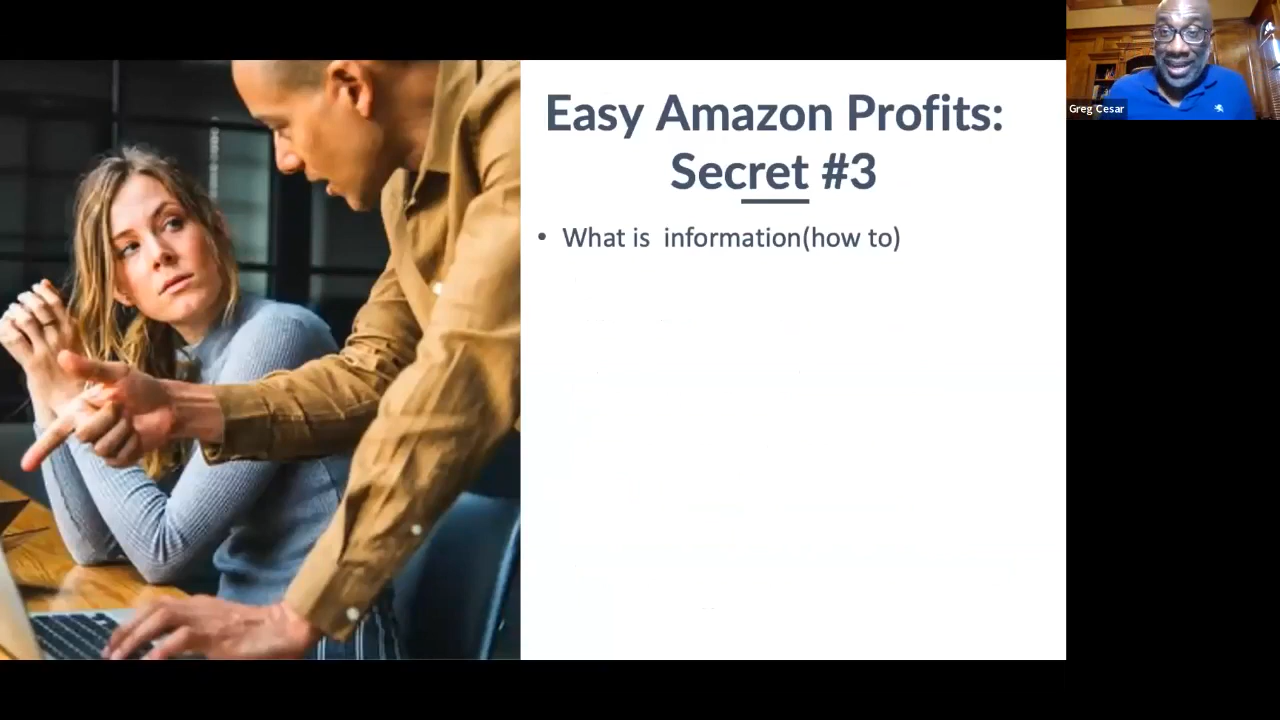 Easy Amazon Profits:
Secret #3
• What is  information(how to)
Greg Cesar